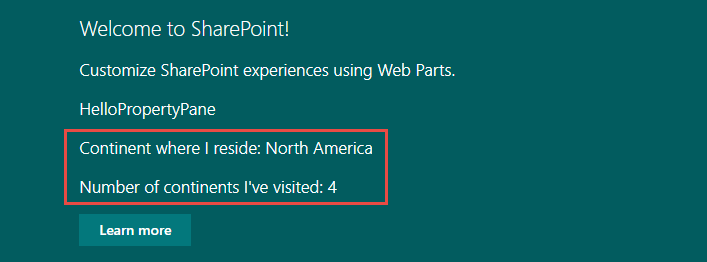 Welcome to SharePoint!
Customize SharePoint experiences using Web Parts.
HelloPropertyPane
Continent where I reside: North America
Number of continents I've visited: 4
Learn more